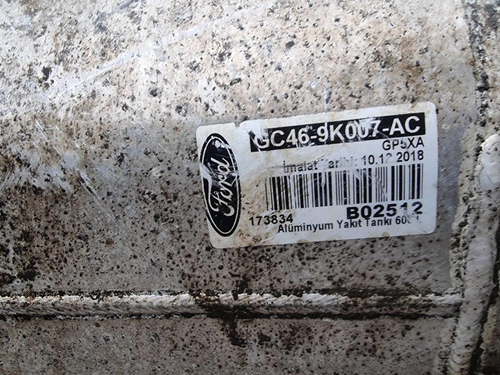 Ford
GC46-9K007-AC
GP5XA
İmalat Tarihi: 10.12.2018
173834
B02512
Alüminyum Yakıt Tankı